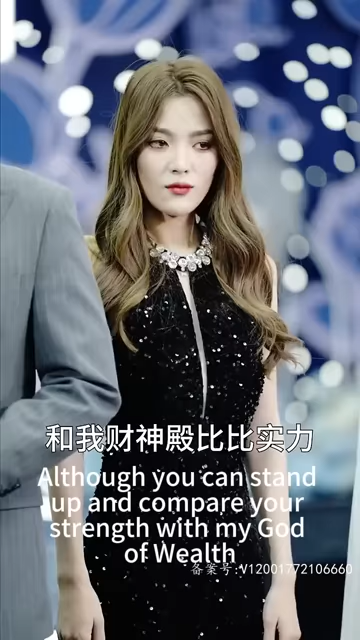 和我财神殿比比实力
Although you can stand
up and compare your
strength with my God
of Wealth
备案号:V12001772106660